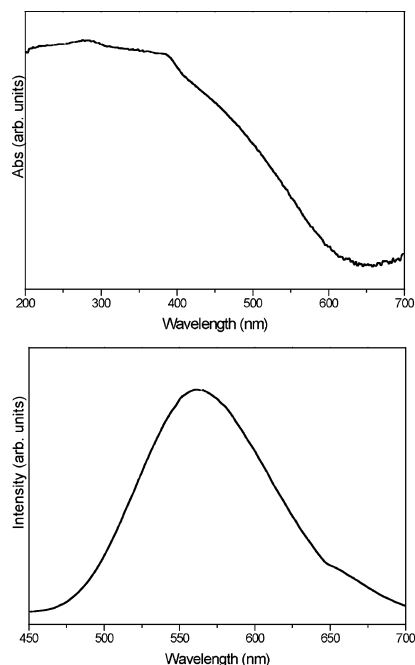 Abs (arb. units)
200 300 400 500 600 700
Wavelength (nm)
Intensity (arb. units)
450 500 550 600 650 700
Wavelength (nm)